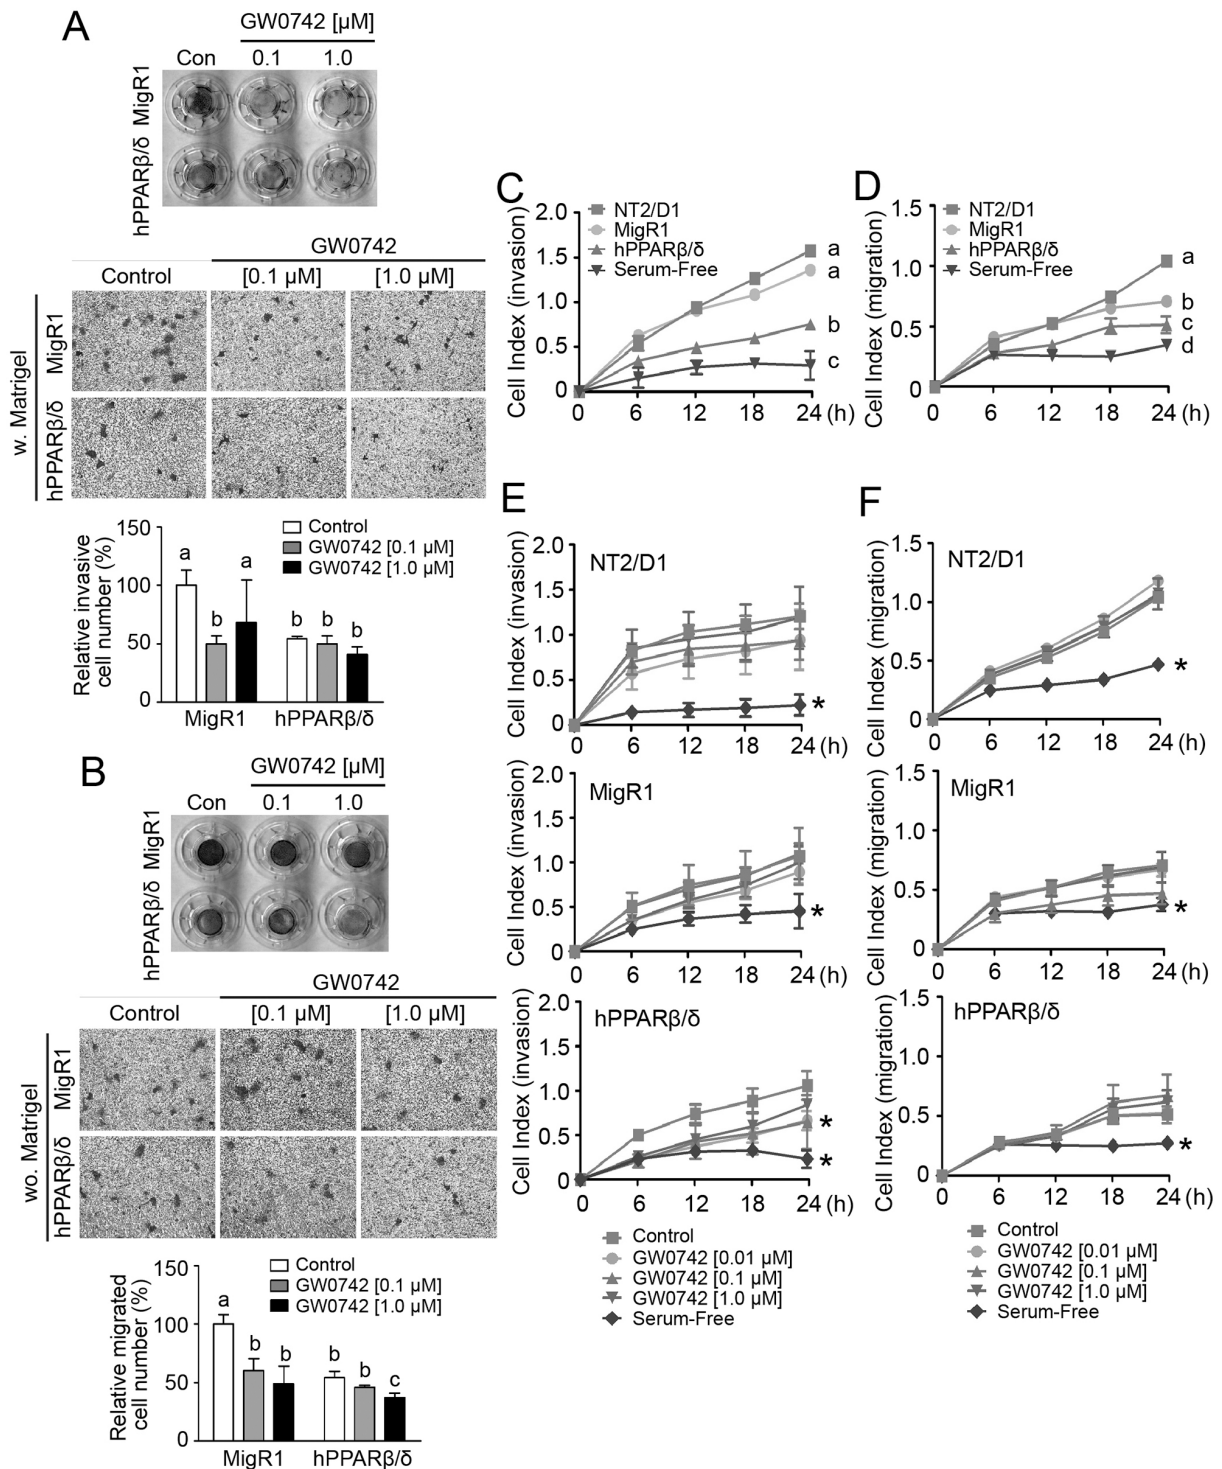 A
GW0742 [µM]
Con 0.1 1.0
MigR1
hPPARβ/δ
GW0742
Control [0.1 µM] [1.0 µM]
w. Matrigel
MigR1
hPPARβ/δ
Relative invasive
cell number (%)
150
100
50
0
Control
GW0742 [0.1 µM]
GW0742 [1.0 µM]
a b a b b b
MigR1 hPPARβ/δ
B
GW0742 [µM]
Con 0.1 1.0
MigR1
hPPARβ/δ
GW0742
Control [0.1 µM] [1.0 µM]
wo. Matrigel
MigR1
hPPARβ/δ
Relative migrated
cell number (%)
150
100
50
0
Control
GW0742 [0.1 µM]
GW0742 [1.0 µM]
a b b b b c
MigR1 hPPARβ/δ
C
Cell Index (invasion)
2.0
1.0
1.0
0.5
0
NT2/D1
MigR1
hPPARβ/δ
Serum-Free
a
a
b
c
0 6 12 18 24 (h)
D
Cell Index (migration)
1.5
1.0
0.5
0
NT2/D1
MigR1
hPPARβ/δ
Serum-Free
a
b
c
d
0 6 12 18 24 (h)
E
Cell Index (invasion)
2.0
1.5
1.0
0.5
0
NT2/D1
*
0 6 12 18 24 (h)
Cell Index (invasion)
2.0
1.5
1.0
0.5
0
MigR1
*
0 6 12 18 24 (h)
Cell Index (invasion)
2.0
1.5
1.0
0.5
0
hPPARβ/δ
*
*
0 6 12 18 24 (h)
Control
GW0742 [0.01 µM]
GW0742 [0.1 µM]
GW0742 [1.0 µM]
Serum-Free
F
Cell Index (migration)
1.5
1.0
0.5
0
NT2/D1
*
0 6 12 18 24 (h)
Cell Index (migration)
1.5
1.0
0.5
0
MigR1
*
0 6 12 18 24 (h)
Cell Index (migration)
1.5
1.0
0.5
0
hPPARβ/δ
*
0 6 12 18 24 (h)
Control
GW0742 [0.01 µM]
GW0742 [0.1 µM]
GW0742 [1.0 µM]
Serum-Free